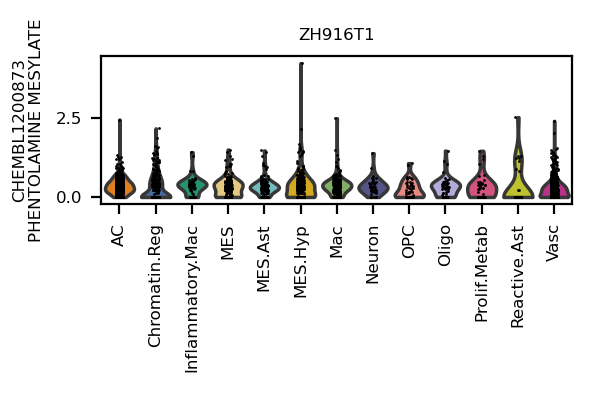 ZH916T1
CHEMBL1200873
PHENTOLAMINE MESYLATE
2.5
0.0
AC
Chromatin.Reg
Inflammatory.Mac
MES
MES.Ast
MES.Hyp
Mac
Neuron
OPC
Oligo
Prolif.Metab
Reactive.Ast
Vasc